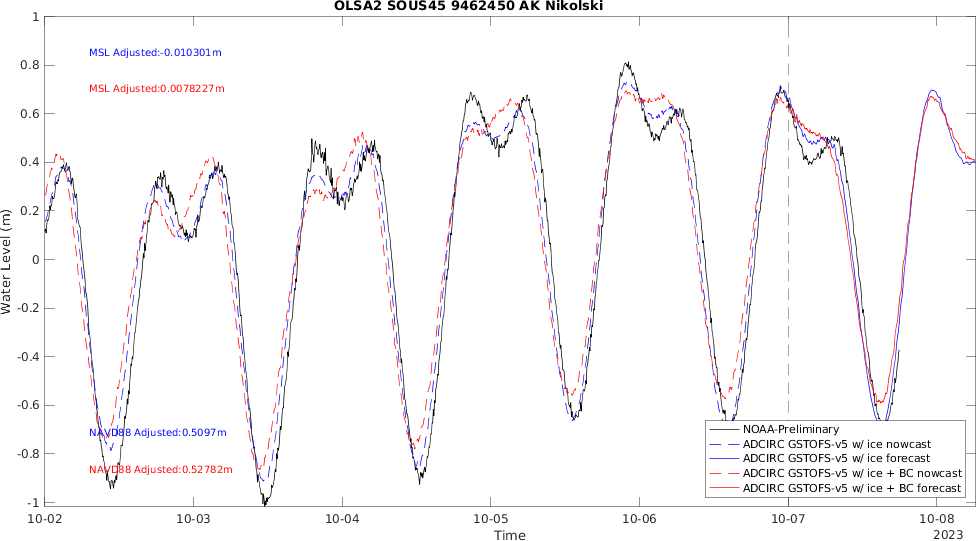 OLSA2 SOUS45 9462450 AK Nikolski
MSL Adjusted:-0.010301m
MSL Adjusted:0.0078227m
NAVD88 Adjusted:0.5097m
NAVD88 Adjusted:0.52782m
Water Level (m)
1
0.8
0.6
0.4
0.2
0
-0.2
-0.4
-0.6
-0.8
-1
10-02 10-03 10-04 10-05 10-06 10-07 10-08
Time
2023
NOAA-Preliminary
ADCIRC GSTOFS-v5 w/ ice nowcast
ADCIRC GSTOFS-v5 w/ ice forecast
ADCIRC GSTOFS-v5 w/ ice + BC nowcast
ADCIRC GSTOFS-v5 w/ ice + BC forecast